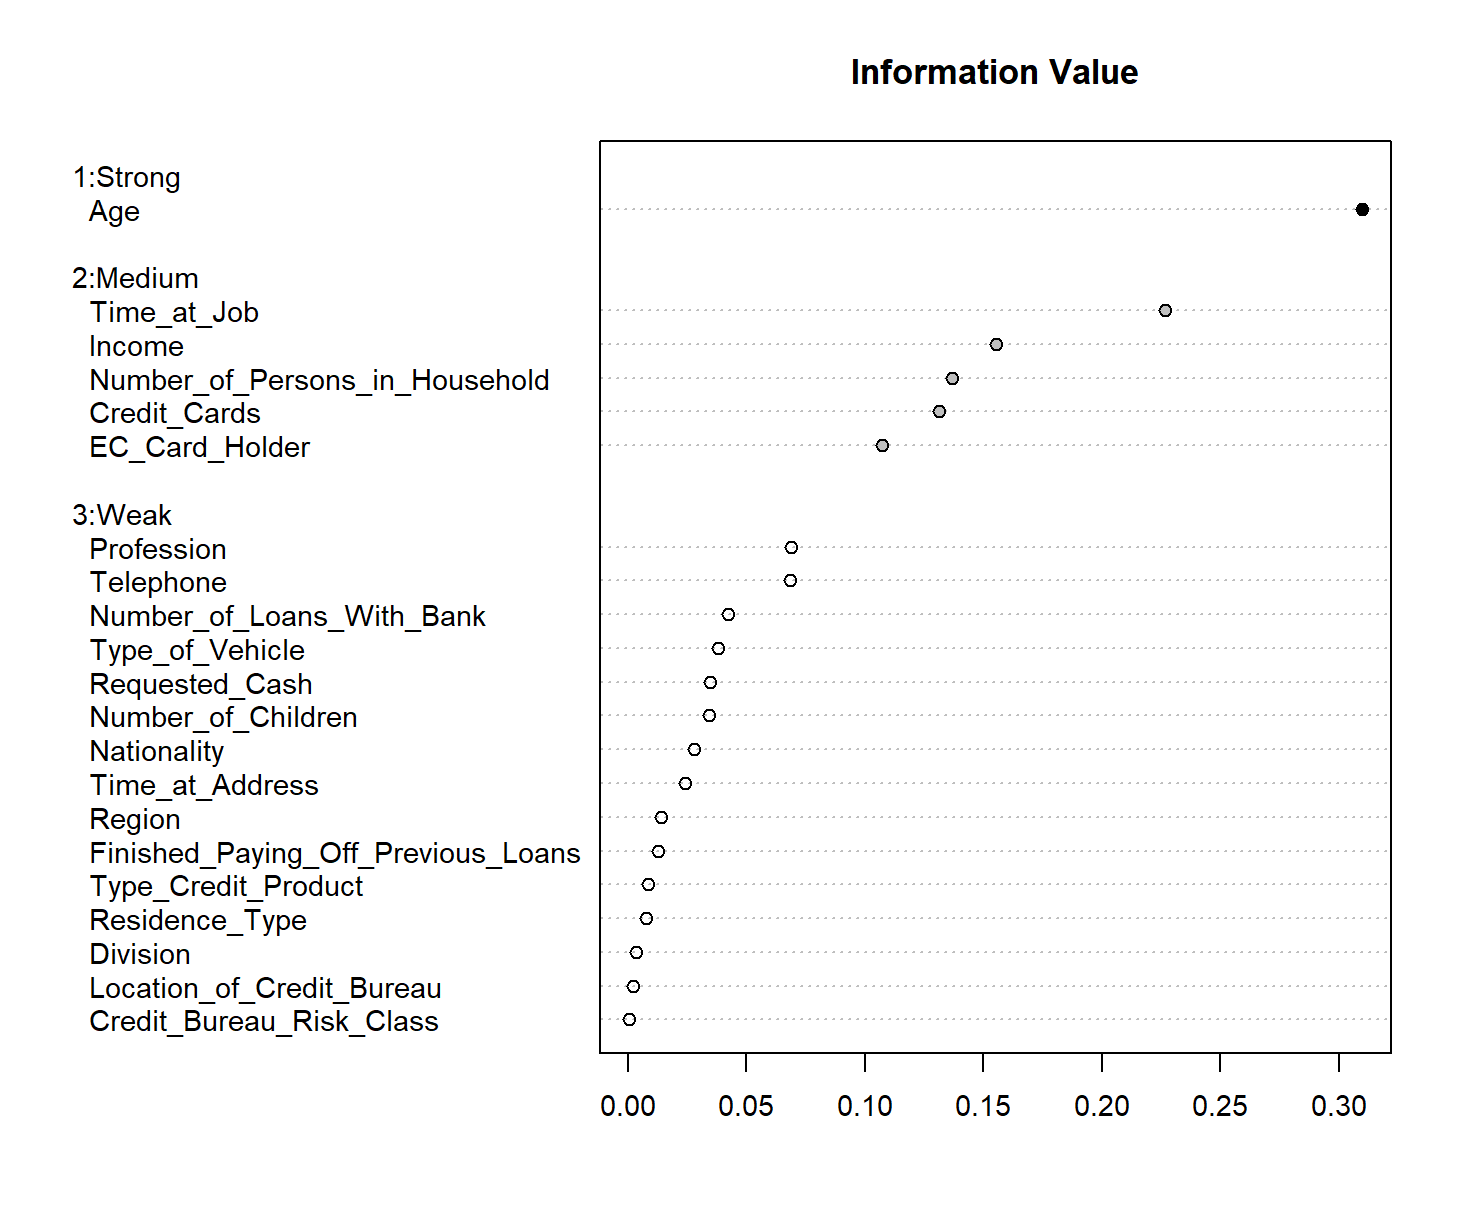 Information Value
1:Strong
Age
2:Medium
Time_at_Job
Income
Number_of_Persons_in_Household
Credit_Cards
EC_Card_Holder
3:Weak
Profession
Telephone
Number_of_Loans_With_Bank
Type_of_Vehicle
Requested_Cash
Number_of_Children
Nationality
Time_at_Address
Region
Finished_Paying_Off_Previous_Loans
Type_Credit_Product
Residence_Type
Division
Location_of_Credit_Bureau
Credit_Bureau_Risk_Class
0.00 0.05 0.10 0.15 0.20 0.25 0.30